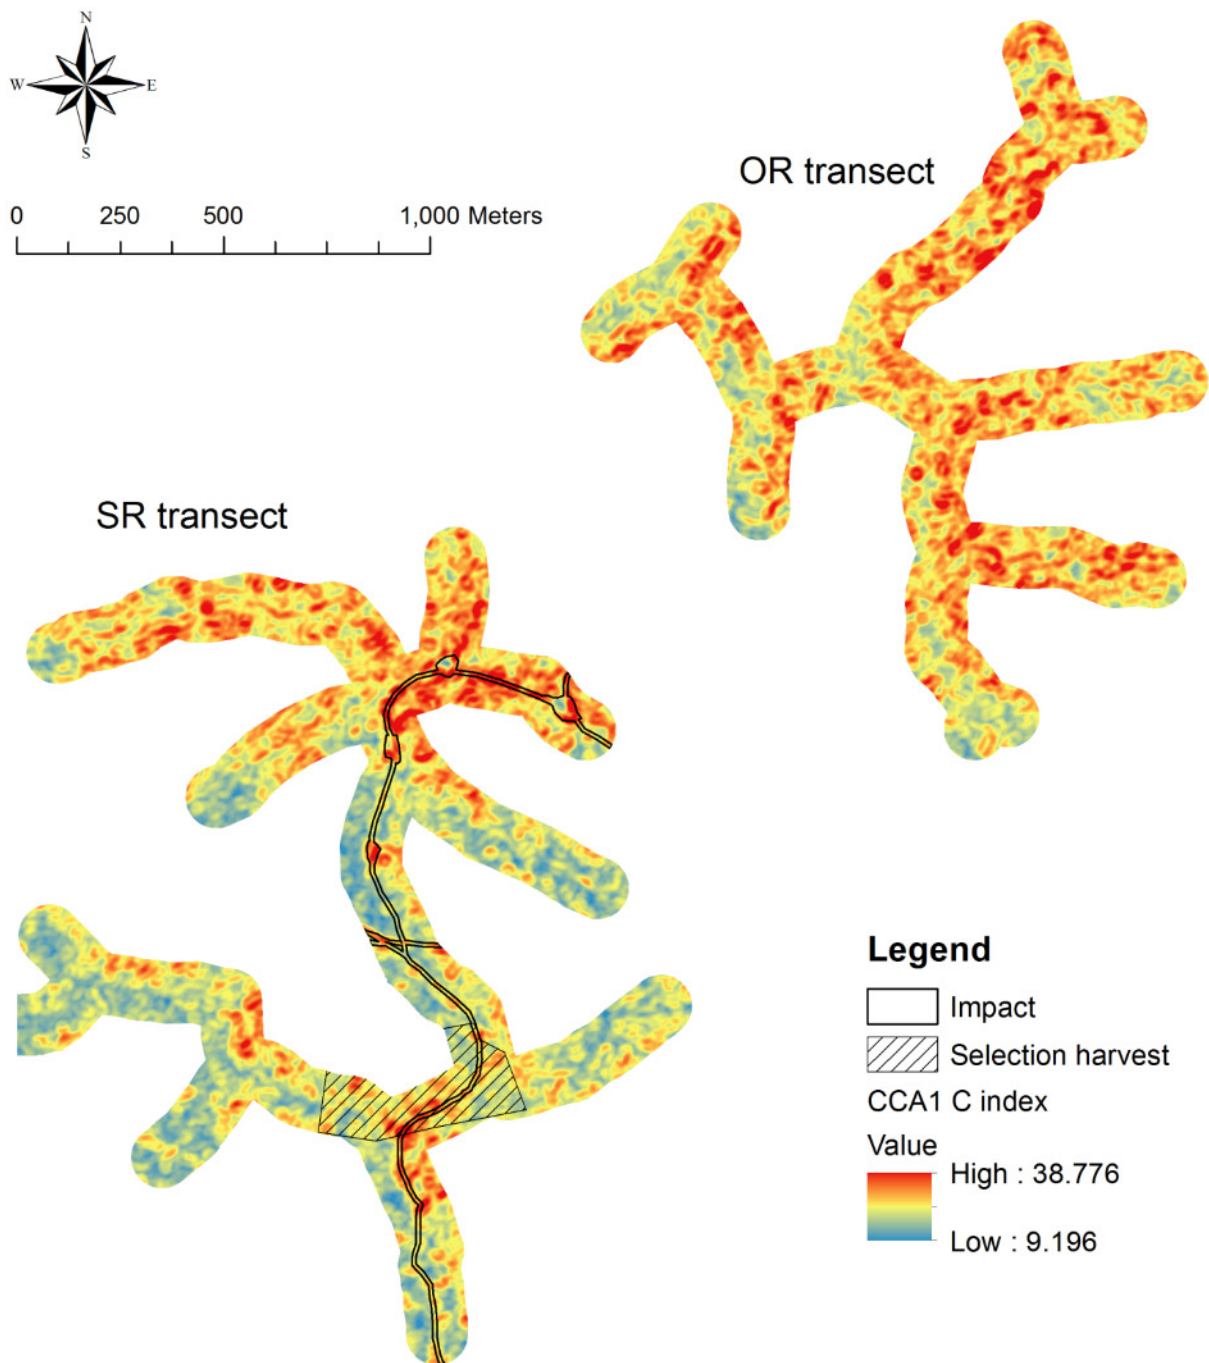 N
W E
S
0 250 500 1,000 Meters
OR transect
SR transect
Legend
Impact
Selection harvest
CCA1 C index
Value
High : 38.776
Low : 9.196